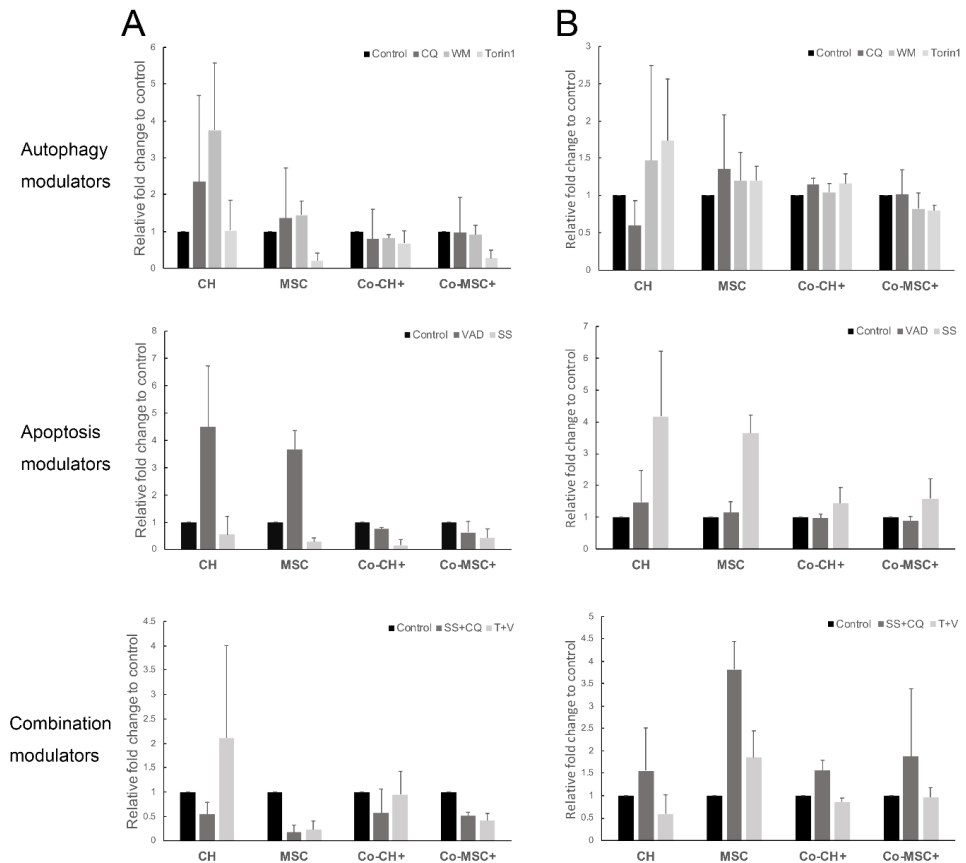 A
B
Autophagy
modulators
Relative fold change to control
6
5
4
3
2
1
0
Control CQ WM Torin1
CH MSC Co-CH+ Co-MSC+
Relative fold change to control
3
2.5
2
1.5
1
0.5
0
Control CQ WM Torin1
CH MSC Co-CH+ Co-MSC+
Apoptosis
modulators
Relative fold change to control
8
7
6
5
4
3
2
1
0
Control VAD SS
CH MSC Co-CH+ Co-MSC+
Relative fold change to control
7
6
5
4
3
2
1
0
Control VAD SS
CH MSC Co-CH+ Co-MSC+
Combination
modulators
Relative fold change to control
4.5
4
3.5
3
2.5
2
1.5
1
0.5
0
Control SS+CQ T+V
CH MSC Co-CH+ Co-MSC+
Relative fold change to control
5
4.5
4
3.5
3
2.5
2
1.5
1
0.5
0
Control SS+CQ T+V
CH MSC Co-CH+ Co-MSC+